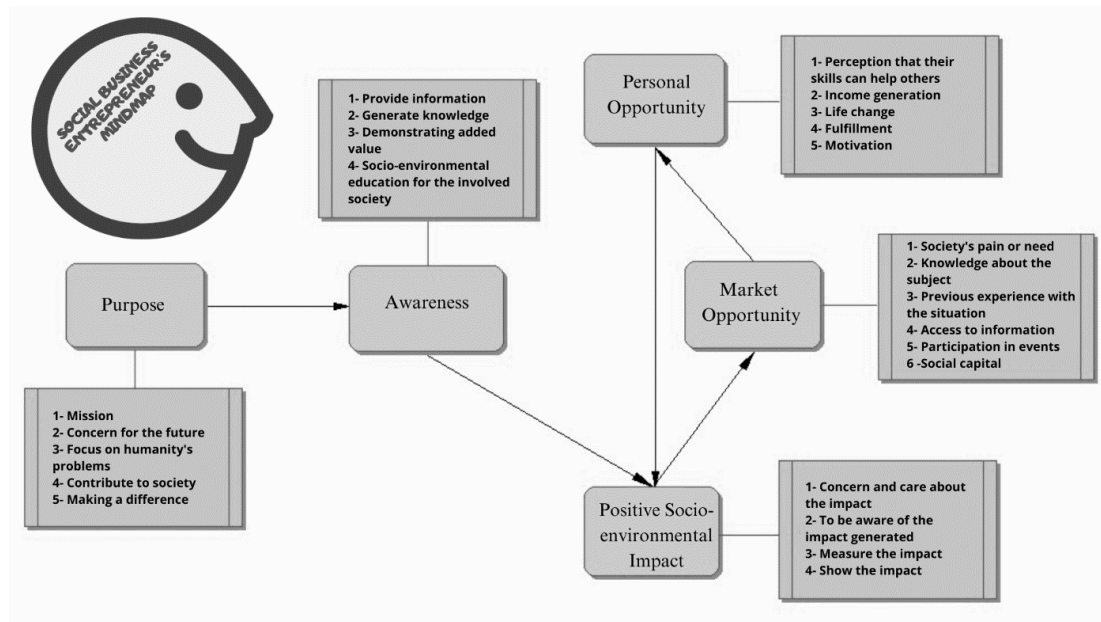 SOCIAL BUSINESS
ENTREPRENEUR'S
MINDMAP
1- Provide information
2- Generate knowledge
3- Demonstrating added
value
4- Socio-environmental
education for the involved
society
Personal
Opportunity
1- Perception that their
skills can help others
2- Income generation
3- Life change
4- Fulfillment
5- Motivation
Purpose
Awareness
Market
Opportunity
1- Society's pain or need
2- Knowledge about the
subject
3- Previous experience with
the situation
4- Access to information
5- Participation in events
6 -Social capital
1- Mission
2- Concern for the future
3- Focus on humanity's
problems
4- Contribute to society
5- Making a difference
Positive Socio-
environmental
Impact
1- Concern and care about
the impact
2- To be aware of the
impact generated
3- Measure the impact
4- Show the impact